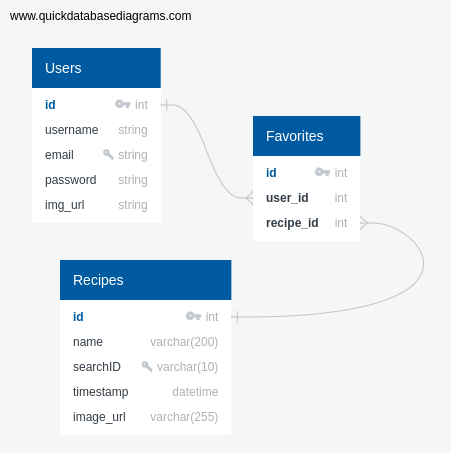 www.quickdatabasediagrams.com
Users
id int
username string
email string
password string
img_url string
Favorites
id int
user_id int
recipe_id int
Recipes
id int
name varchar(200)
searchID varchar(10)
timestamp datetime
image_url varchar(255)